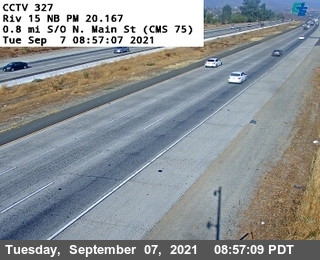 CCTV 327
Riv 15 NB PM 20.167
0.8 mi S/O N. Main St (CMS 75)
Tue Sep 7 08:57:07 2021
Tuesday, September 07, 2021 08:57:09 PDT